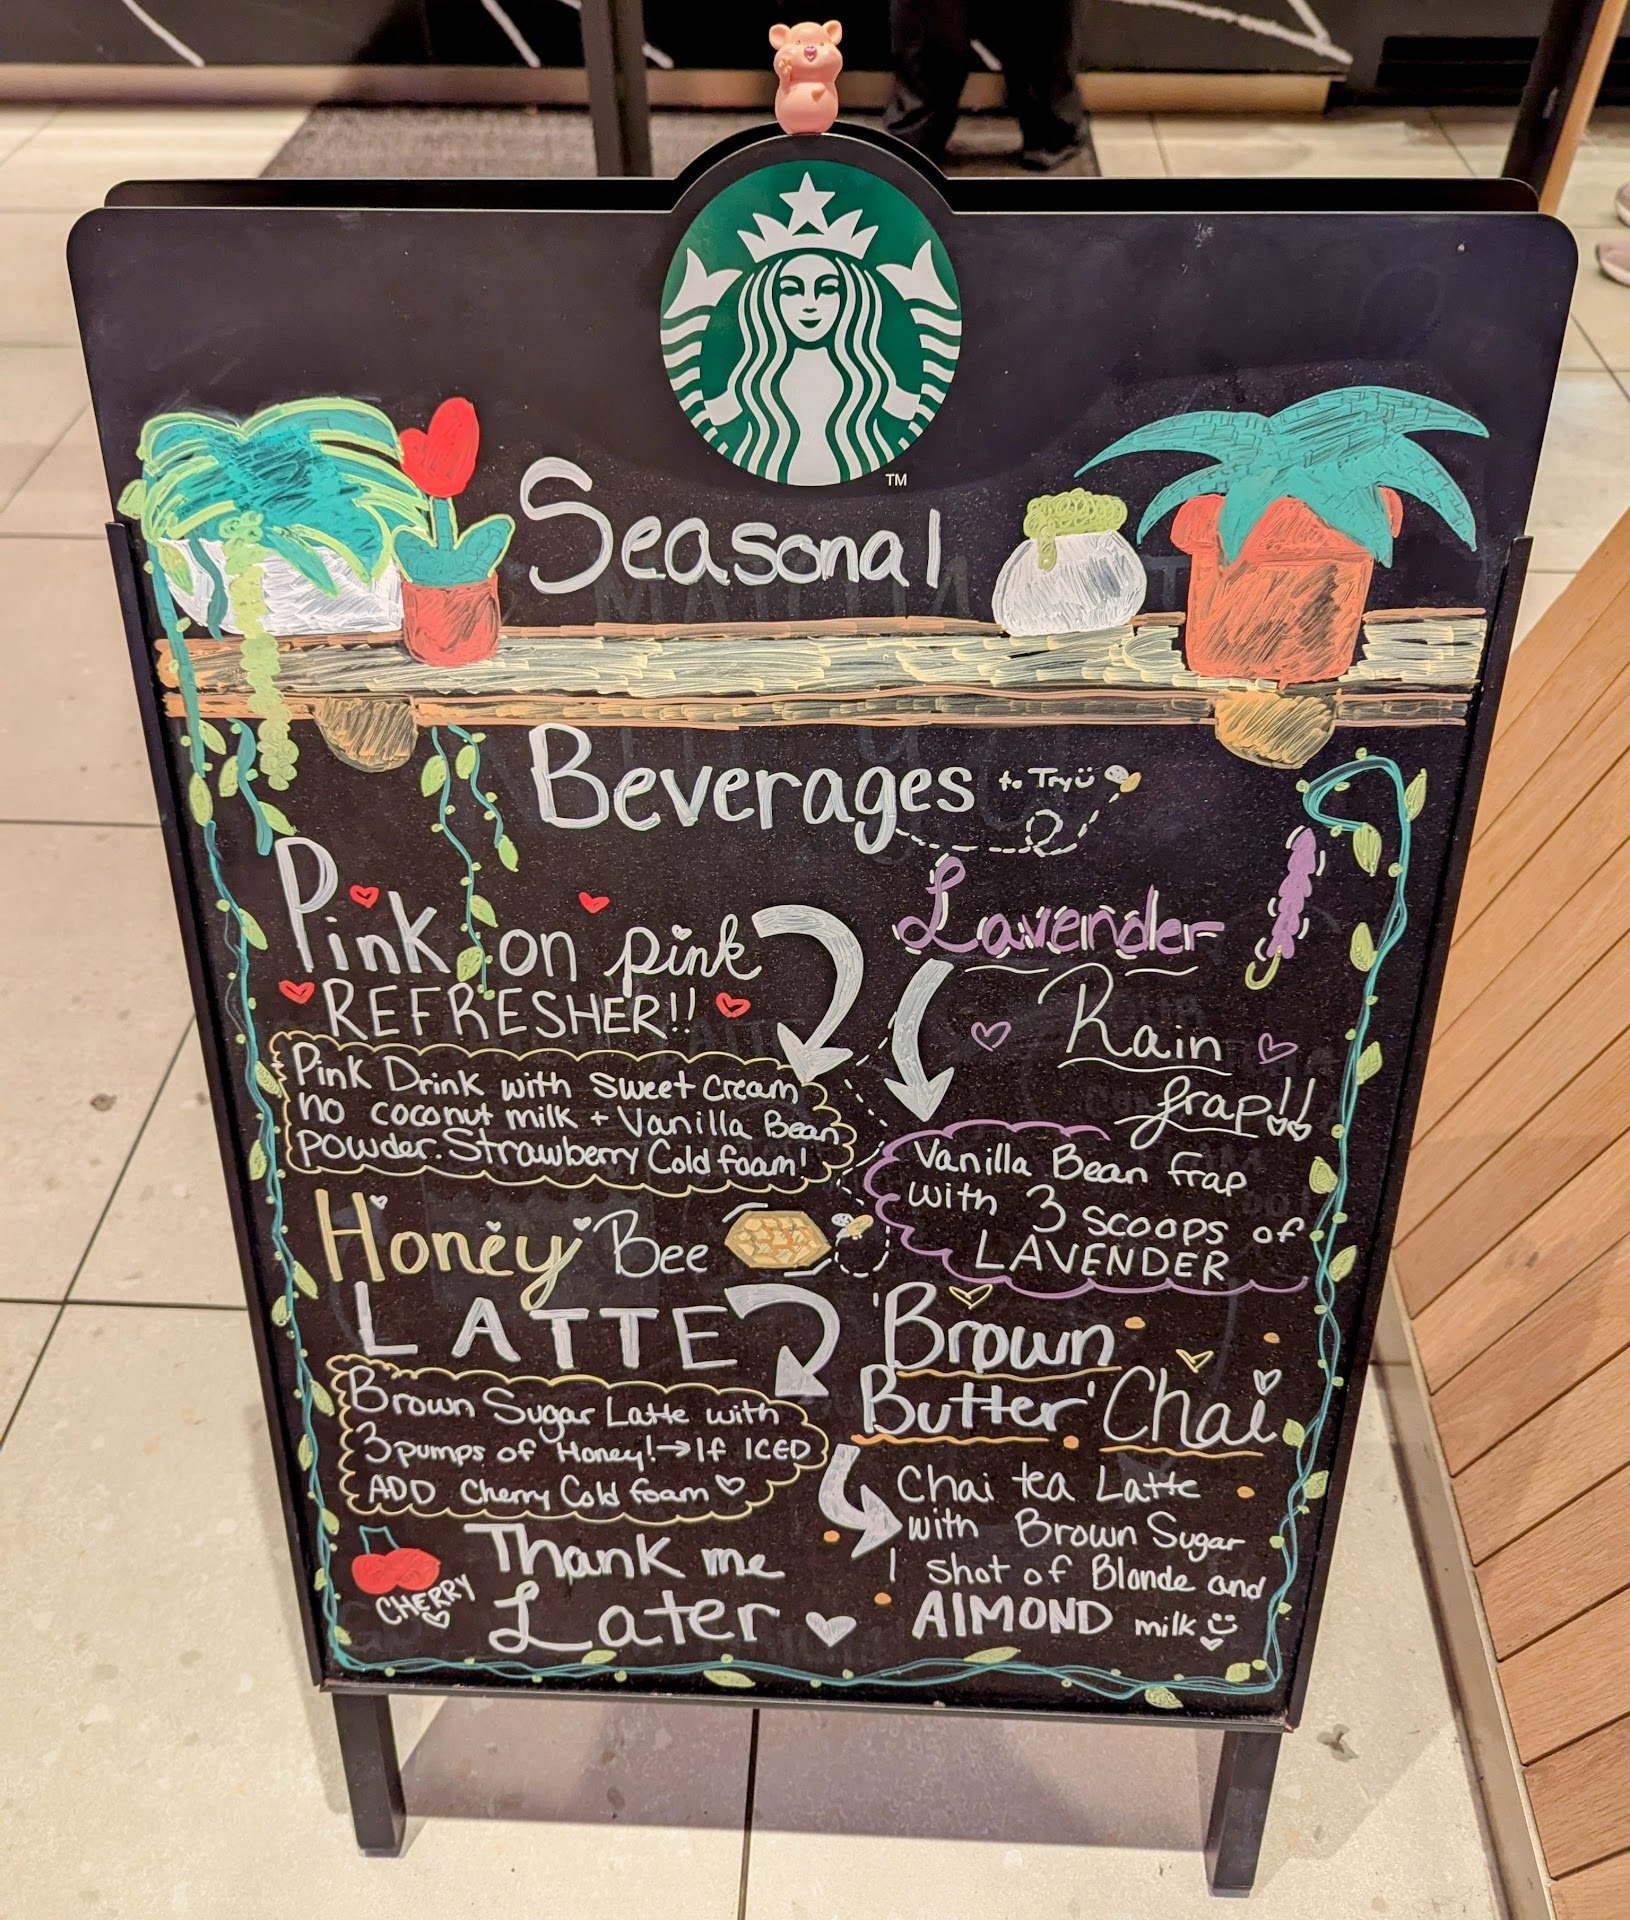 TM
Seasonal
Beverages to Try
Pink on pink
REFRESHER!!
Pink Drink with sweet cream
no coconut milk + Vanilla Bean
powder. Strawberry Cold foam!
Honey Bee
LATTE
Brown Sugar Latte with
3 pumps of Honey! → If ICED
ADD Cherry Cold foam
CHERRY
Thank me
Later
Lavender
Rain
frap!!
Vanilla Bean Frap
with 3 scoops of
LAVENDER
Brown
Butter Chai
Chai tea Latte
with Brown Sugar
1 shot of Blonde and
AlMOND milk